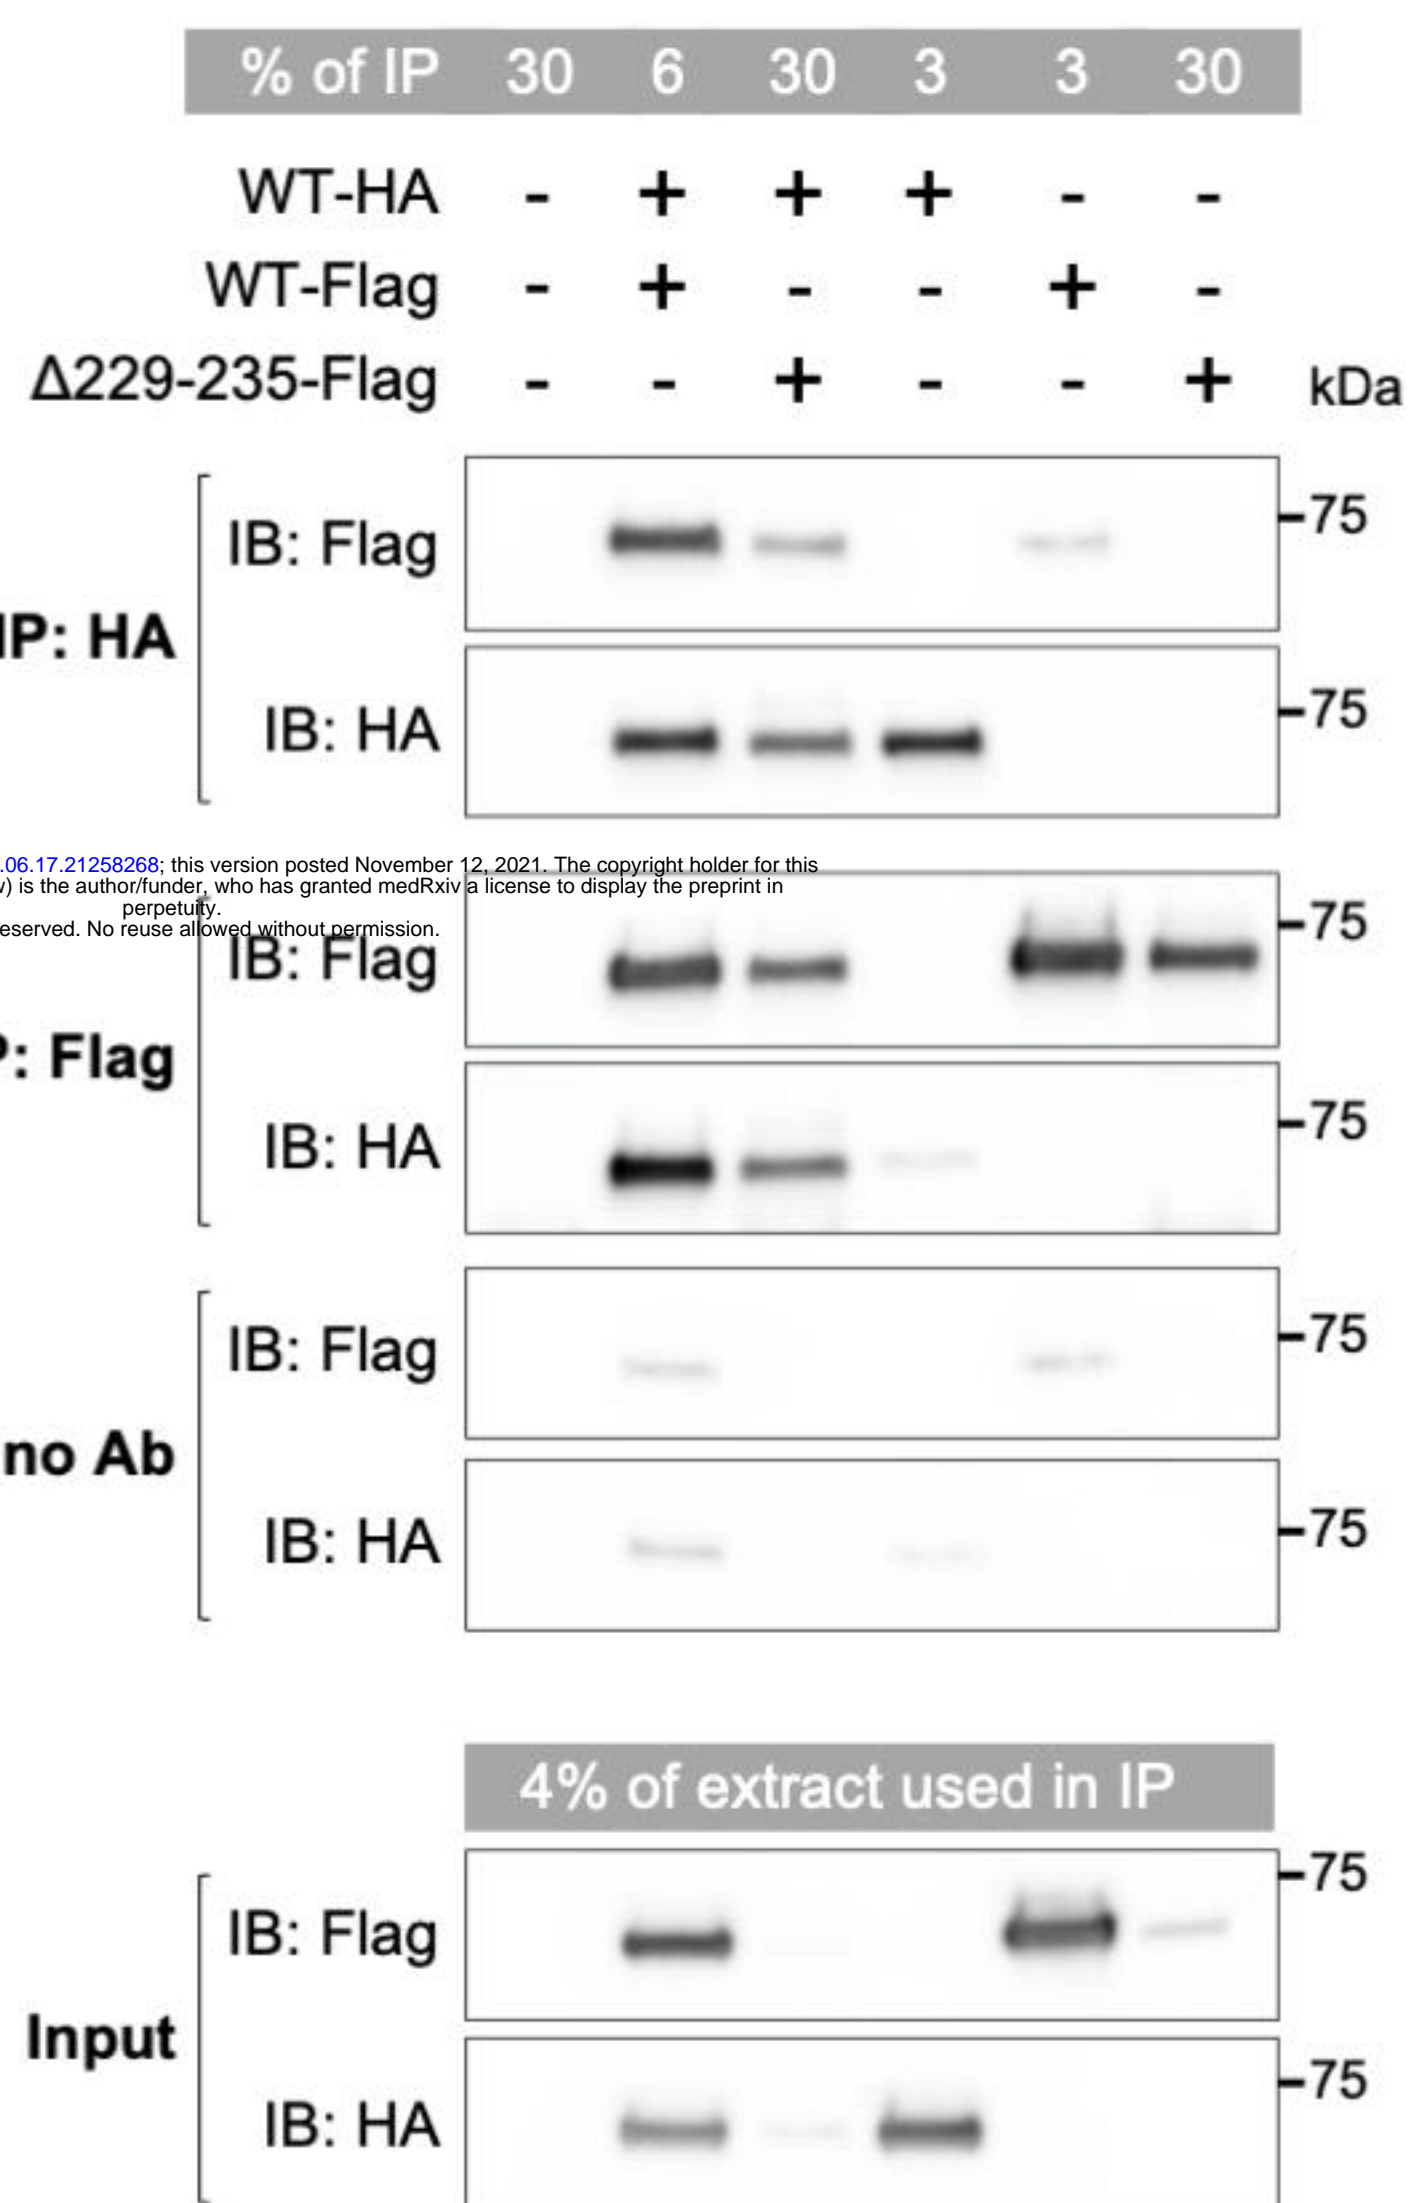 % of IP 30 6 30 3 3 30
WT-HA - + + + - -
WT-Flag - + - - + -
Δ229-235-Flag - - + - - + kDa
IB: Flag -75
IP: HA
IB: HA -75
.06.17.21258268; this version posted November 12, 2021. The copyright holder for this
w) is the author/funder, who has granted medRxiv a license to display the preprint in
perpetuity.
eserved. No reuse allowed without permission.
-75
IB: Flag
P: Flag
IB: HA -75
IB: Flag -75
no Ab
IB: HA -75
4% of extract used in IP
-75
IB: Flag
Input
IB: HA -75